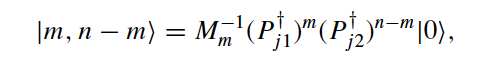 |m, n − m⟩ = M_m^{-1}(P_{j1}^†)^m(P_{j2}^†)^{n−m}|0⟩,